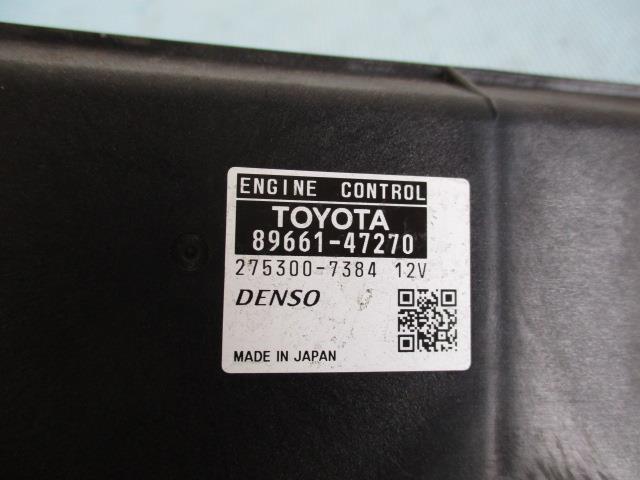 ENGINE CONTROL
TOYOTA
89661-47270
275300-7384 12V
DENSO
MADE IN JAPAN